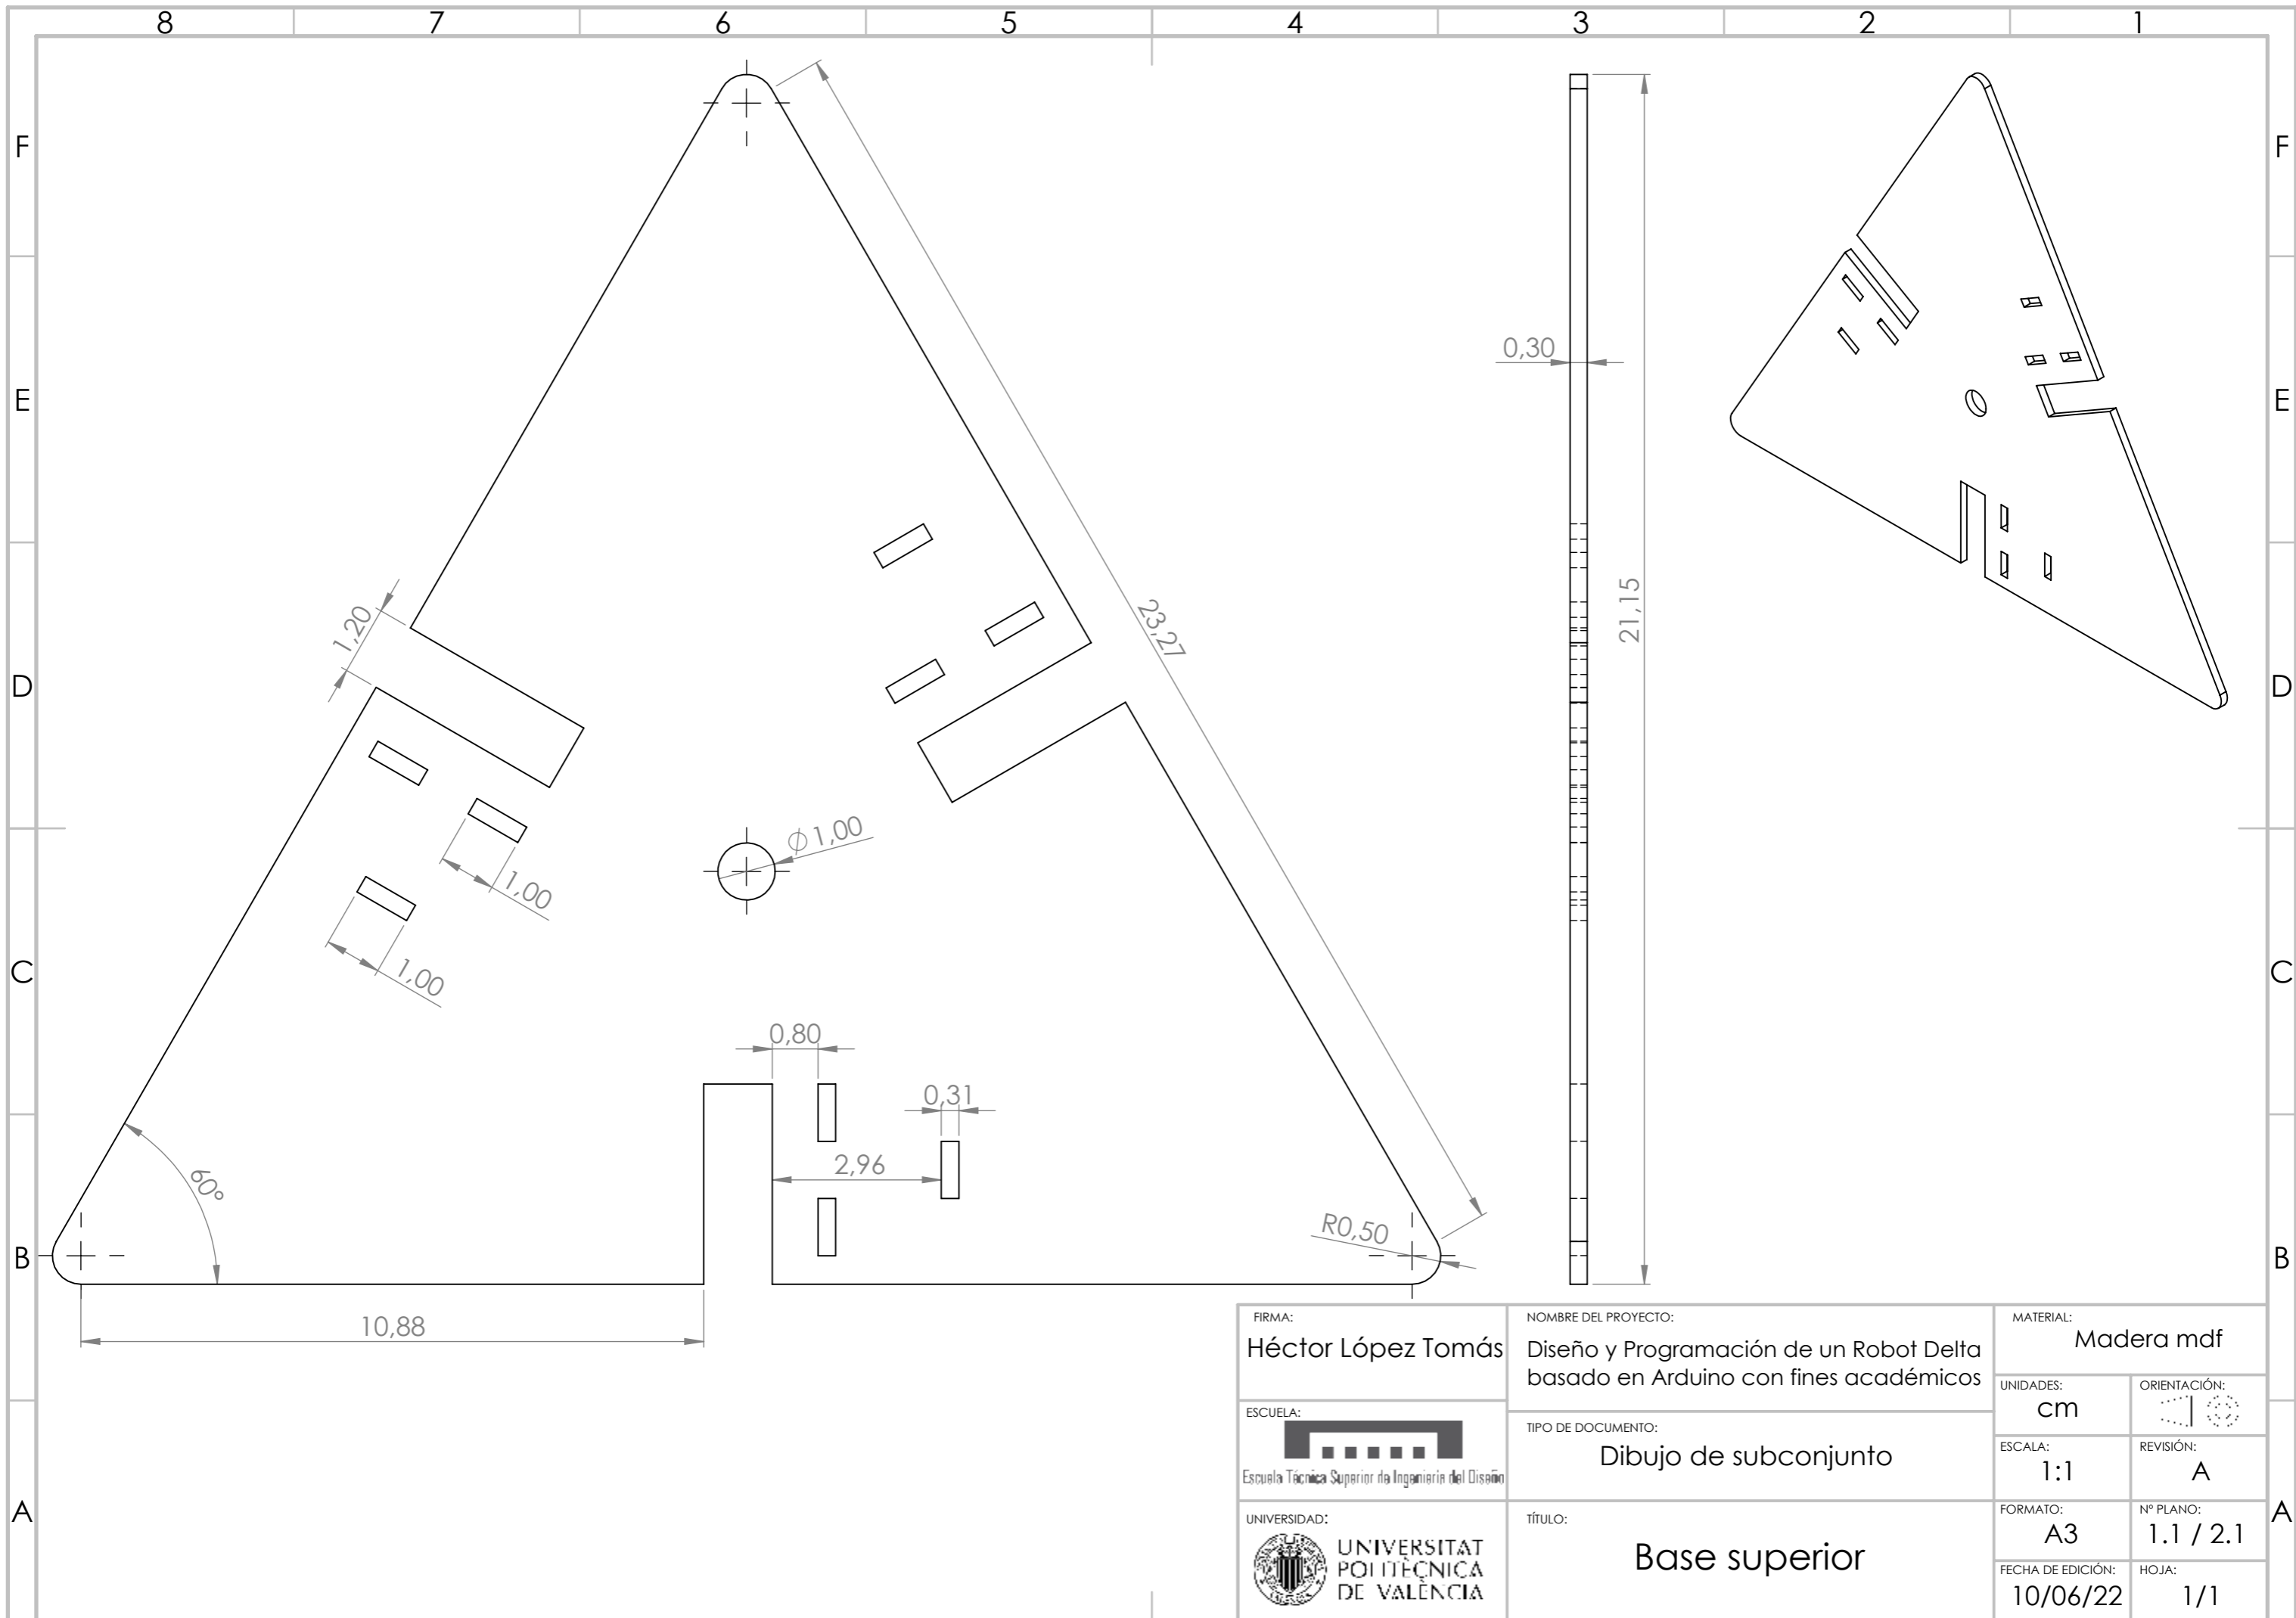 8 7 6 5 4 3 2 1
F F
E E
D D
C C
B B
A A
0,30
21,15
23,27
1,20
Ø1,00
1,00
1,00
0,80
0,31
2,96
R0,50
60°
10,88
FIRMA:
Héctor López Tomás
NOMBRE DEL PROYECTO:
Diseño y Programación de un Robot Delta
basado en Arduino con fines académicos
MATERIAL:
Madera mdf
UNIDADES:
cm
ORIENTACIÓN:
ESCUELA:
Escuela Técnica Superior de Ingeniería del Diseño
TIPO DE DOCUMENTO:
Dibujo de subconjunto
ESCALA:
1:1
REVISIÓN:
A
UNIVERSIDAD:
UNIVERSITAT
POLITÈCNICA
DE VALÈNCIA
TÍTULO:
Base superior
FORMATO:
A3
Nº PLANO:
1.1 / 2.1
FECHA DE EDICIÓN:
10/06/22
HOJA:
1/1